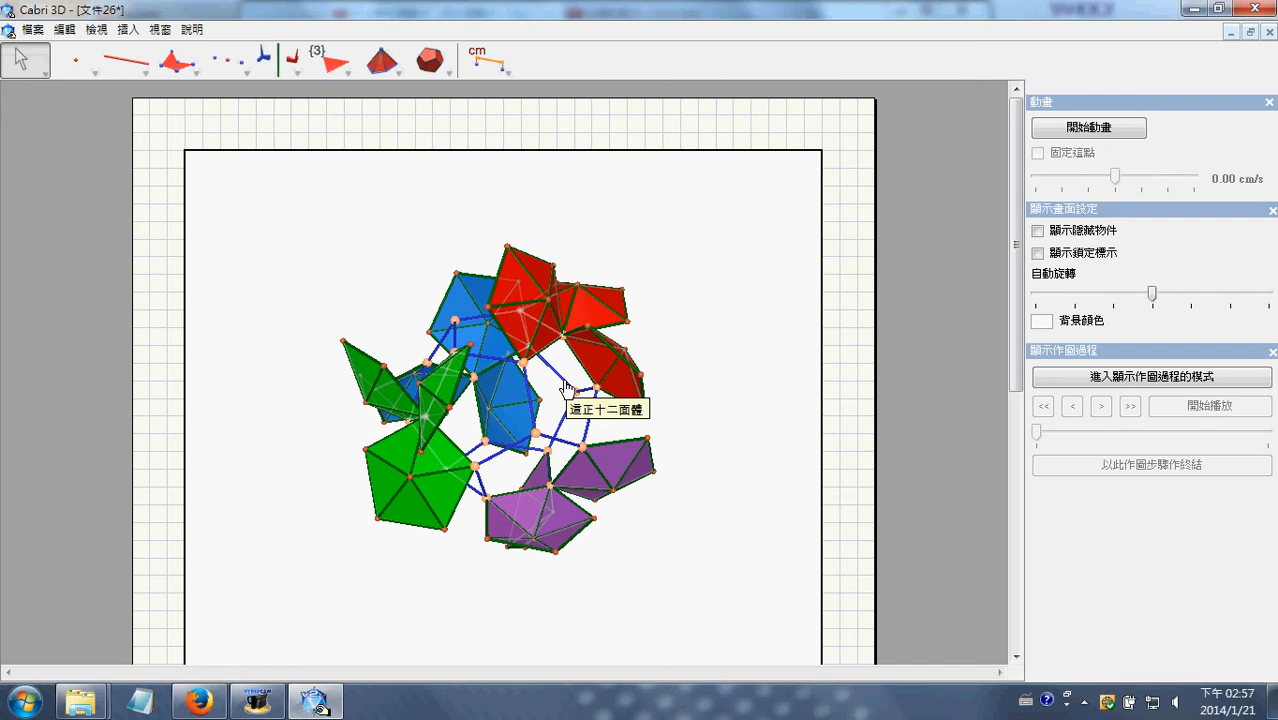 Cabri 3D - [文件26*]
檔案 編輯 檢視 插入 視窗 說明
{3}
cm
動畫
開始動畫
固定這點
0.00 cm/s
顯示畫面設定
顯示隱藏物件
顯示鎖定標示
自動旋轉
背景顏色
顯示作圖過程
進入顯示作圖過程的模式
<< < > >> 開始播放
以此作圖步驟作終結
這正十二面體
HYPERCAM
下午 02:57
2014/1/21